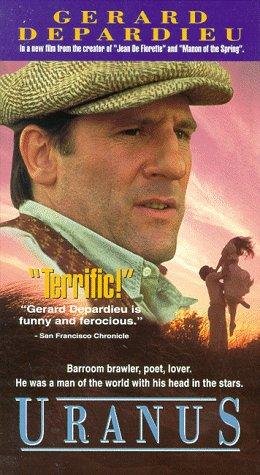 GERARD
DEPARDIEU
In a new film from the creator of "Jean De Florette" and "Manon of the Spring".
"Terrific!"
"Gerard Depardieu is
funny and ferocious."
- San Francisco Chronicle
Barroom brawler, poet, lover.
He was a man of the world with his head in the stars.
URANUS